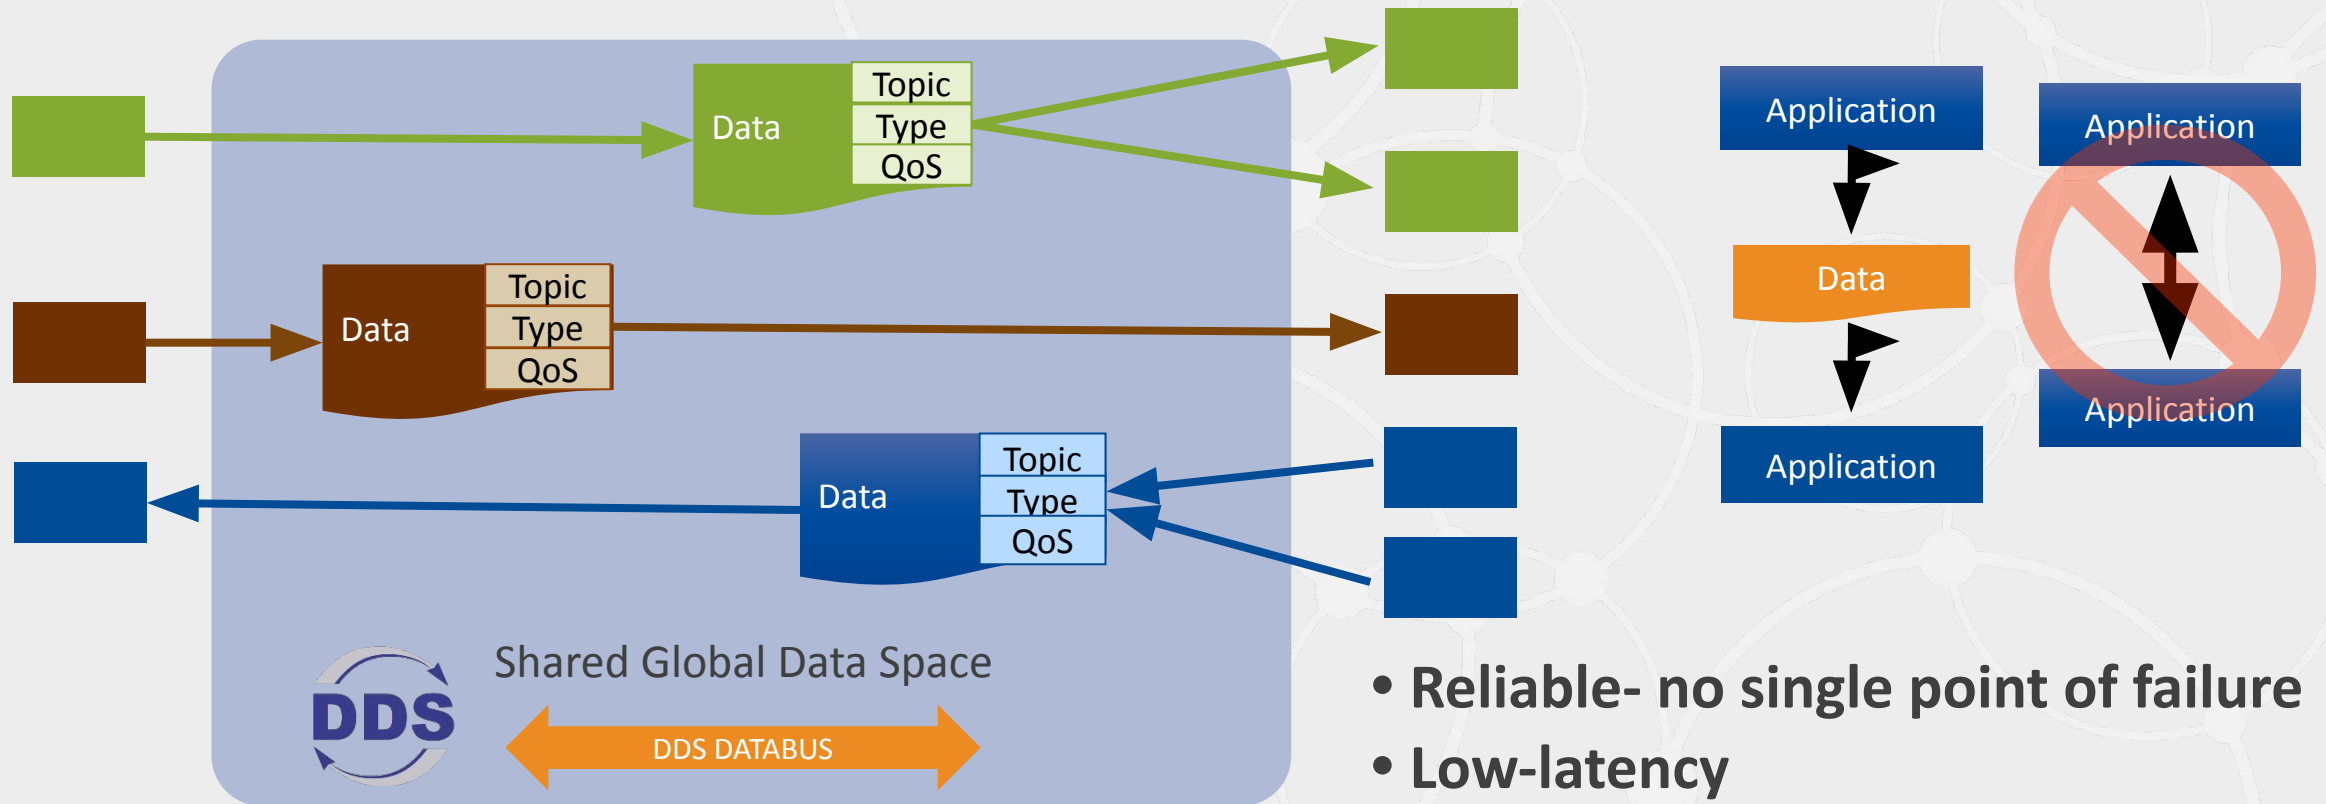 Data
Topic
Type
QoS
Data
Topic
Type
QoS
Data
Topic
Type
QoS
DDS
Shared Global Data Space
DDS DATABUS
Application
Data
Application
Application
Application
• Reliable- no single point of failure
• Low-latency